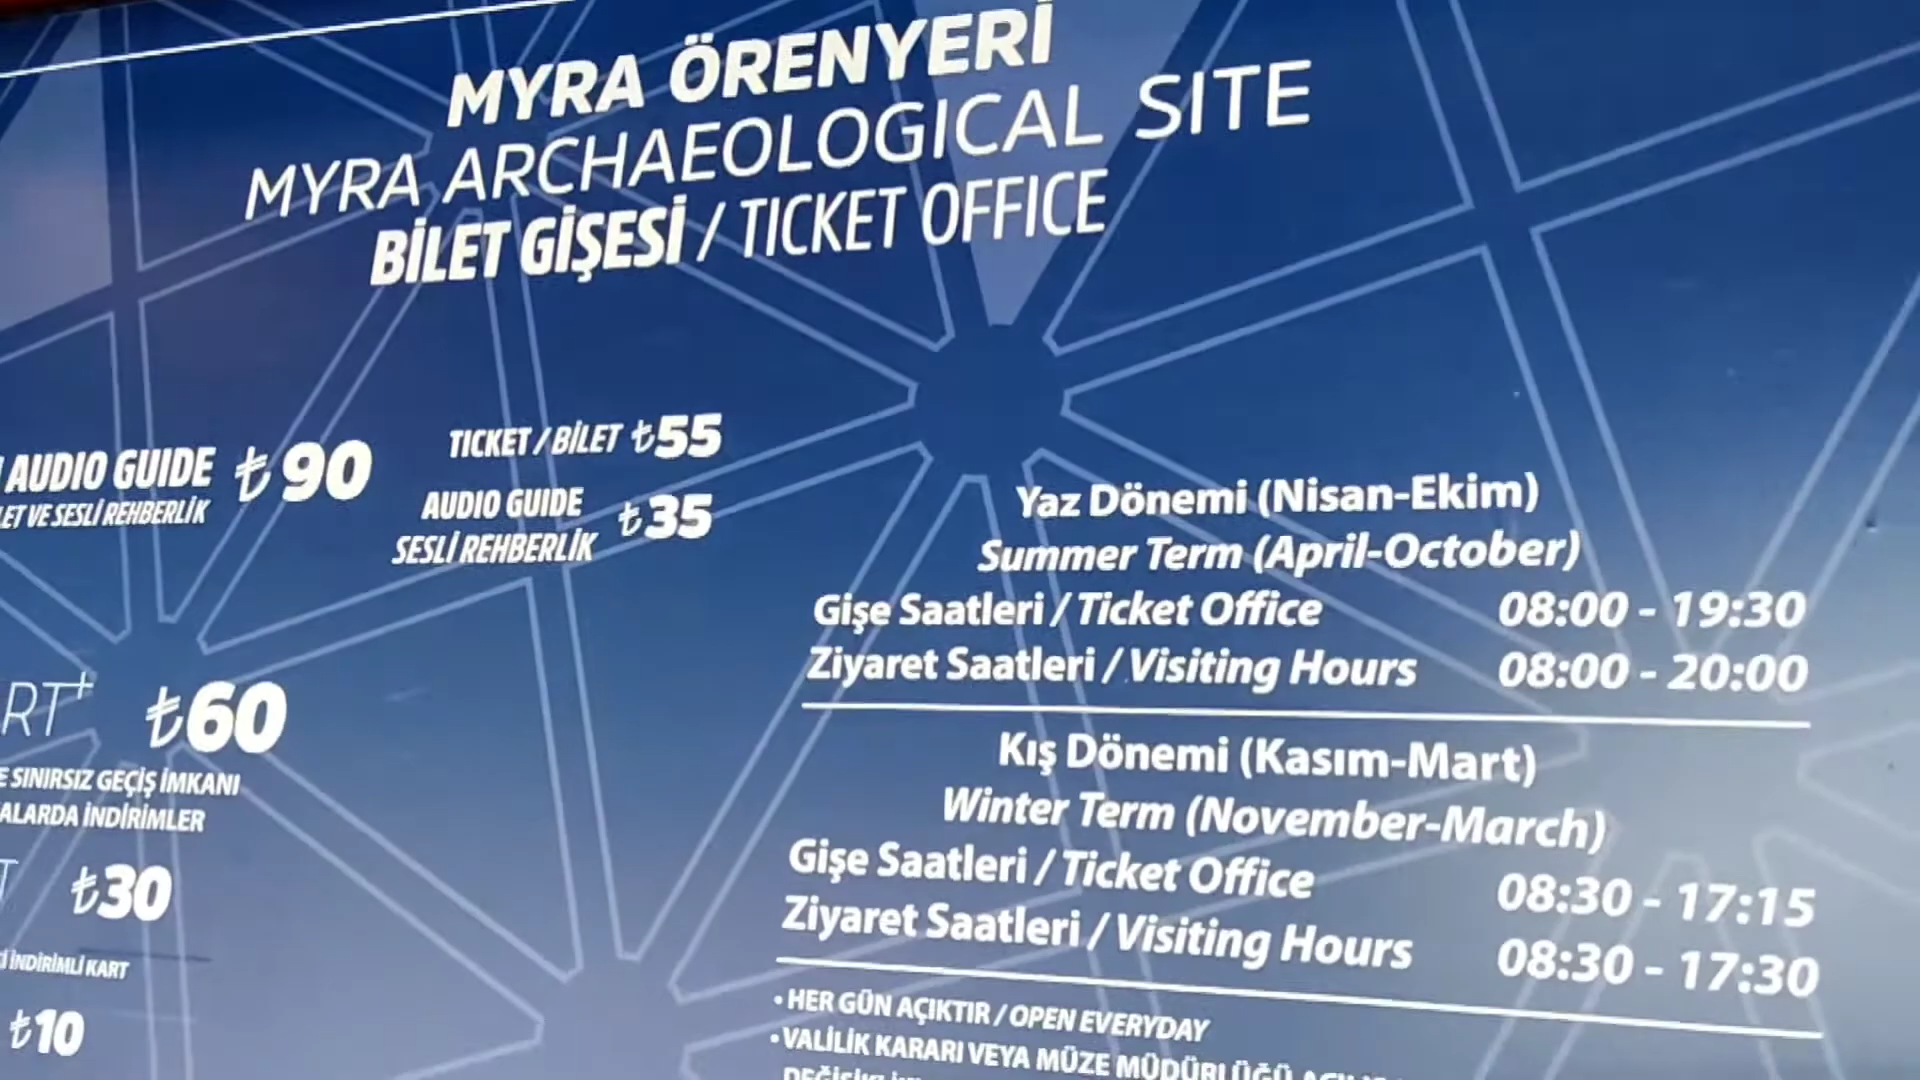 MYRA ÖRENYERİ
MYRA ARCHAEOLOGICAL SITE
BİLET GİŞESİ / TICKET OFFICE
AUDIO GUIDE ₺90
VE SESLİ REHBERLİK
TICKET / BİLET ₺55
AUDIO GUIDE ₺35
SESLİ REHBERLİK
₺60
SINIRSIZ GEÇİŞ İMKANI
İNDİRİMLER
₺30
İNDİRİMLİ KART
₺10
Yaz Dönemi (Nisan-Ekim)
Summer Term (April-October)
Gişe Saatleri / Ticket Office 08:00 - 19:30
Ziyaret Saatleri / Visiting Hours 08:00 - 20:00
Kış Dönemi (Kasım-Mart)
Winter Term (November-March)
Gişe Saatleri / Ticket Office 08:30 - 17:15
Ziyaret Saatleri / Visiting Hours 08:30 - 17:30
• HER GÜN AÇIKTIR / OPEN EVERYDAY
• VALİLİK KARARI VEYA MÜZE MÜDÜRLÜĞÜ